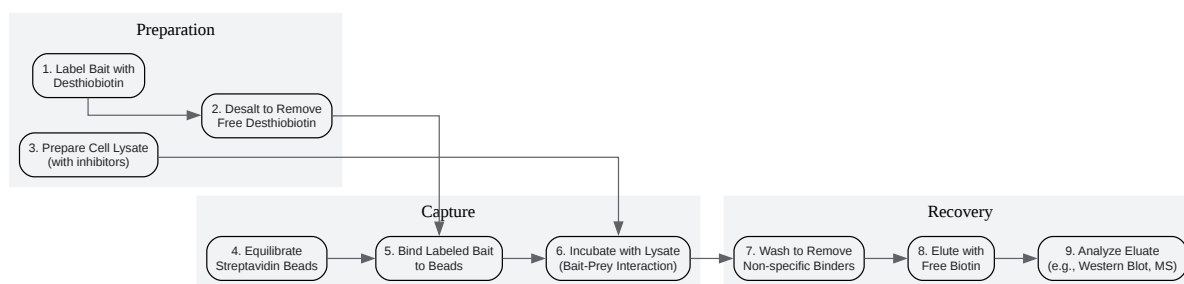 Preparation
1. Label Bait with
Desthiobiotin
2. Desalt to Remove
Free Desthiobiotin
3. Prepare Cell Lysate
(with inhibitors)
Capture
4. Equilibrate
Streptavidin Beads
5. Bind Labeled Bait
to Beads
6. Incubate with Lysate
(Bait-Prey Interaction)
Recovery
7. Wash to Remove
Non-specific Binders
8. Elute with
Free Biotin
9. Analyze Eluate
(e.g., Western Blot, MS)